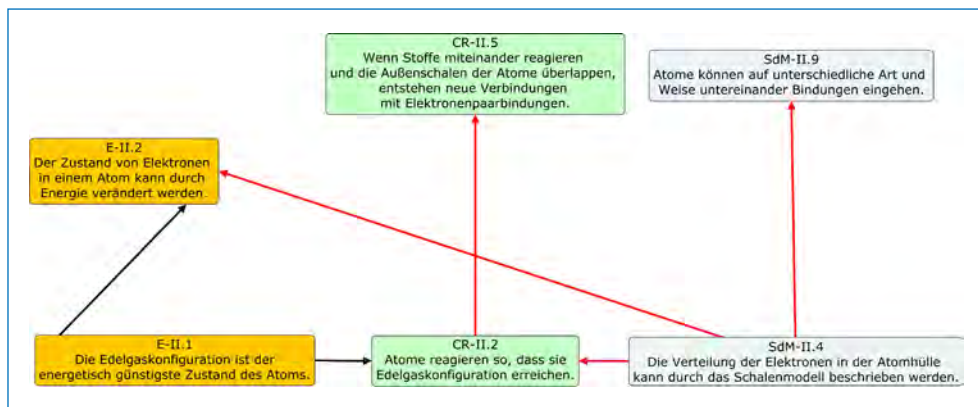 CR-II.5
Wenn Stoffe miteinander reagieren
und die Außenschalen der Atome überlappen,
entstehen neue Verbindungen
mit Elektronenpaarbindungen.
SdM-II.9
Atome können auf unterschiedliche Art und
Weise untereinander Bindungen eingehen.
E-II.2
Der Zustand von Elektronen
in einem Atom kann durch
Energie verändert werden.
E-II.1
Die Edelgaskonfiguration ist der
energetisch günstigste Zustand des Atoms.
CR-II.2
Atome reagieren so, dass sie
Edelgaskonfiguration erreichen.
SdM-II.4
Die Verteilung der Elektronen in der Atomhülle
kann durch das Schalenmodell beschrieben werden.